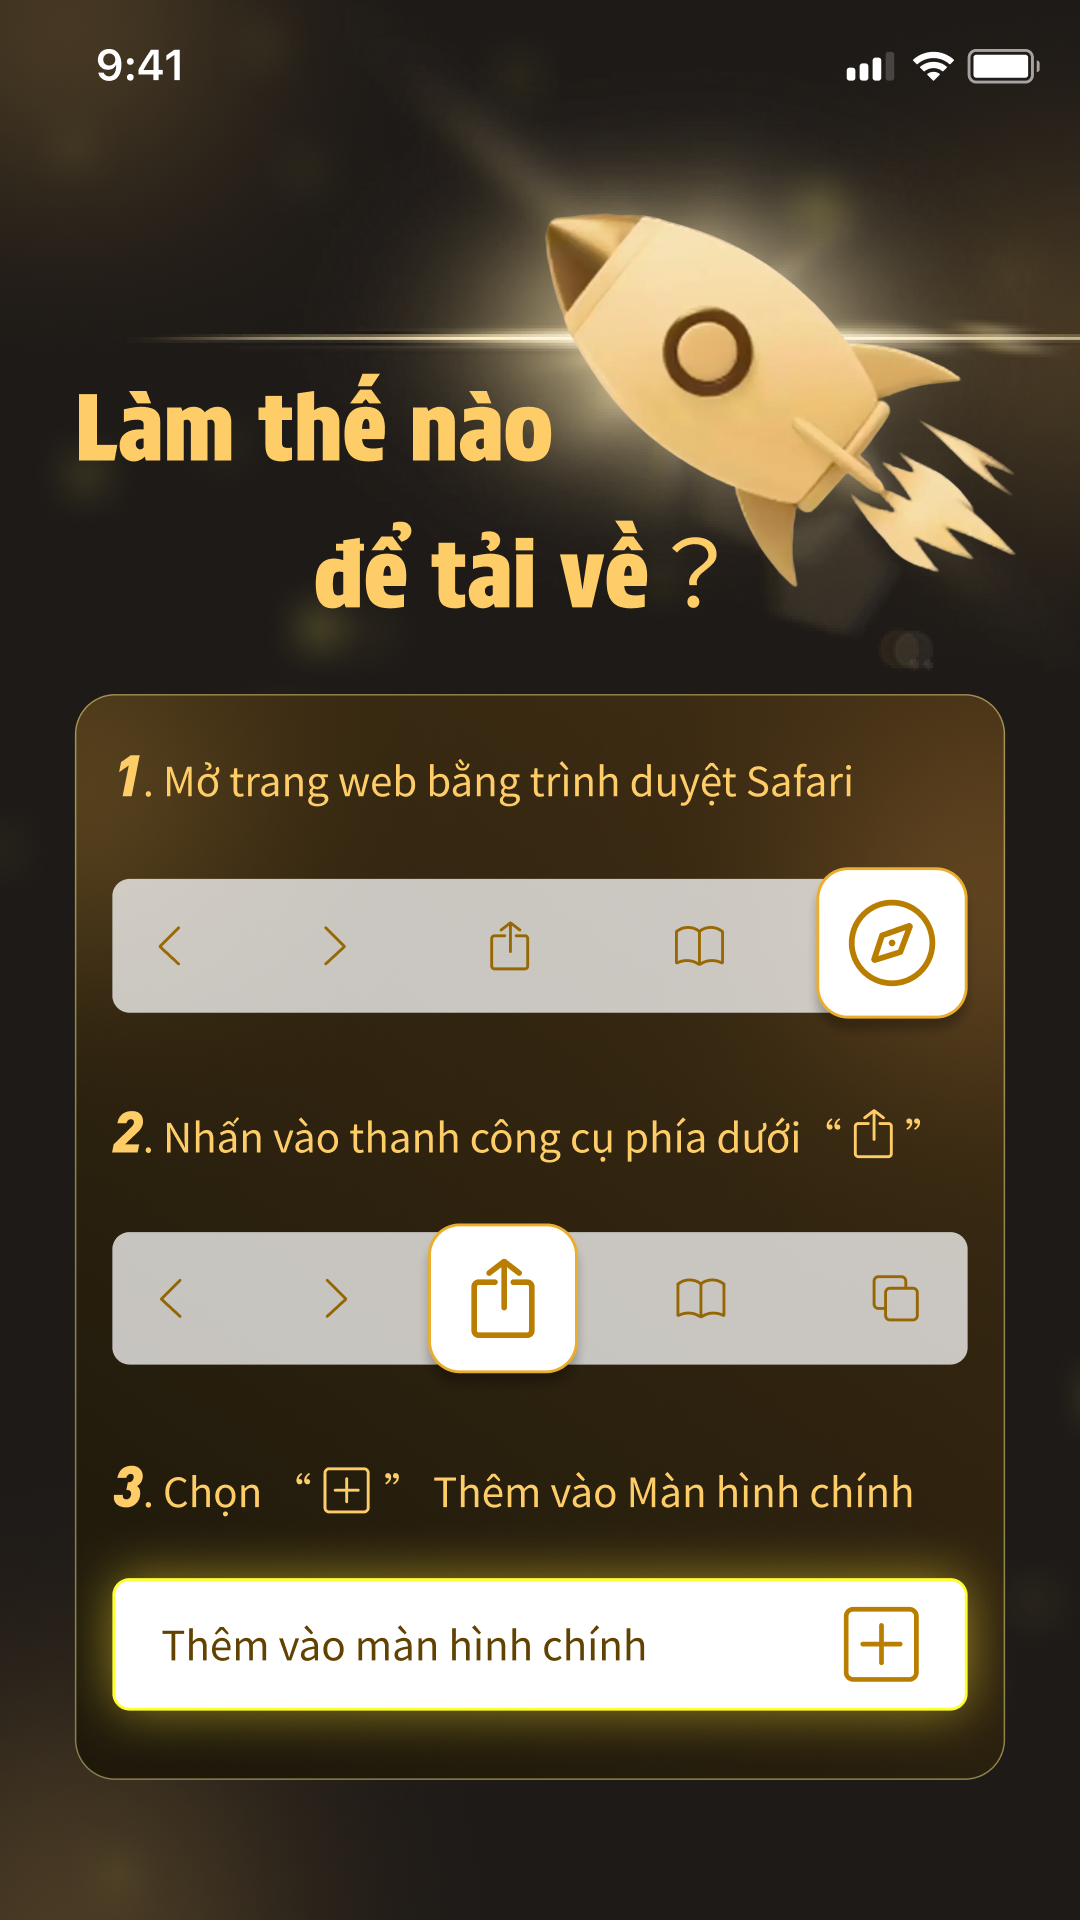 9:41
Làm thế nào
để tải về？
1. Mở trang web bằng trình duyệt Safari
2. Nhấn vào thanh công cụ phía dưới “ ”
3. Chọn “ ” Thêm vào Màn hình chính
Thêm vào màn hình chính